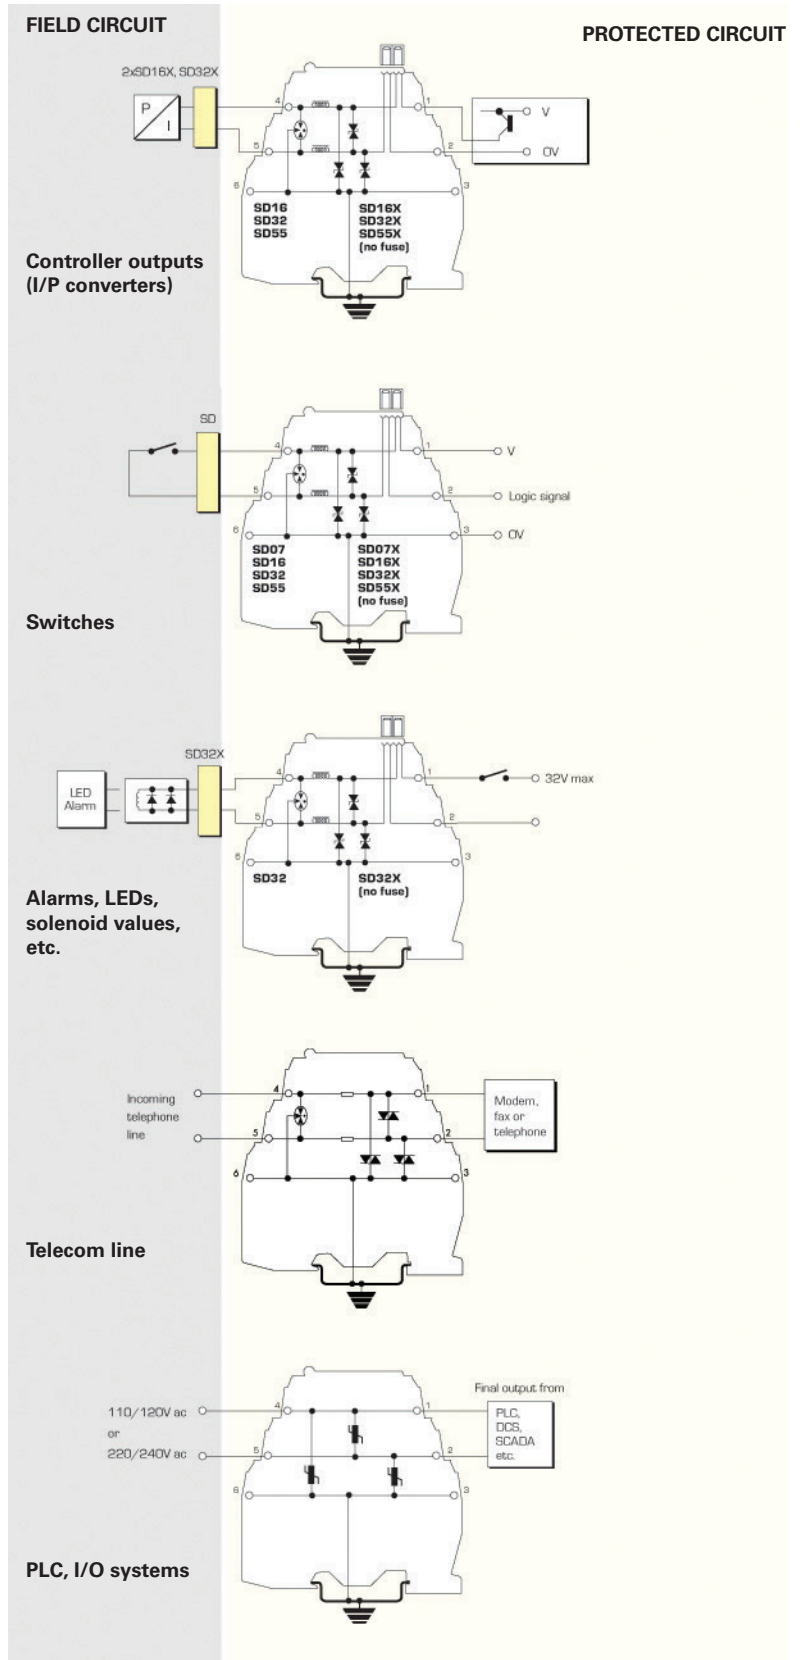 FIELD CIRCUIT
PROTECTED CIRCUIT
2xSD16X, SD32X
P
I
4
1
V
5
2
0V
6
3
SD16
SD32
SD55
SD16X
SD32X
SD55X
(no fuse)
Controller outputs
(I/P converters)
SD
4
1
V
5
2
Logic signal
6
3
0V
SD07
SD16
SD32
SD55
SD07X
SD16X
SD32X
SD55X
(no fuse)
Switches
SD32X
LED
Alarm
4
1
32V max
5
2
6
3
SD32
SD32X
(no fuse)
Alarms, LEDs,
solenoid values,
etc.
Incoming
telephone
line
4
1
5
2
6
3
Modem,
fax or
telephone
Telecom line
Final output from
110/120V ac
or
220/240V ac
4
1
5
2
6
3
PLC,
DCS,
SCADA
etc.
PLC, I/O systems